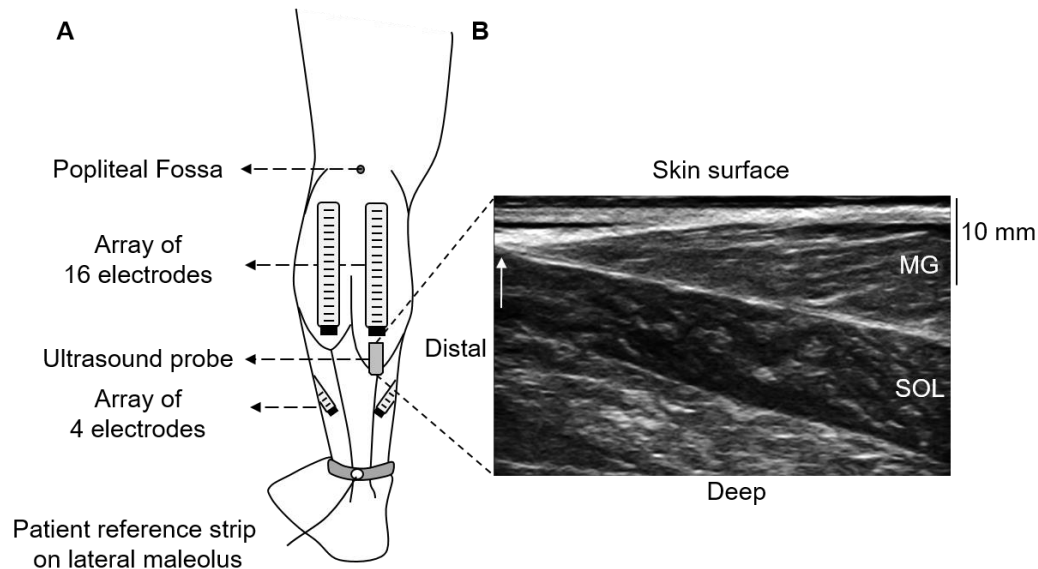 A
B
Popliteal Fossa
Array of
16 electrodes
Ultrasound probe
Array of
4 electrodes
Patient reference strip
on lateral maleolus
Skin surface
10 mm
MG
Distal
SOL
Deep